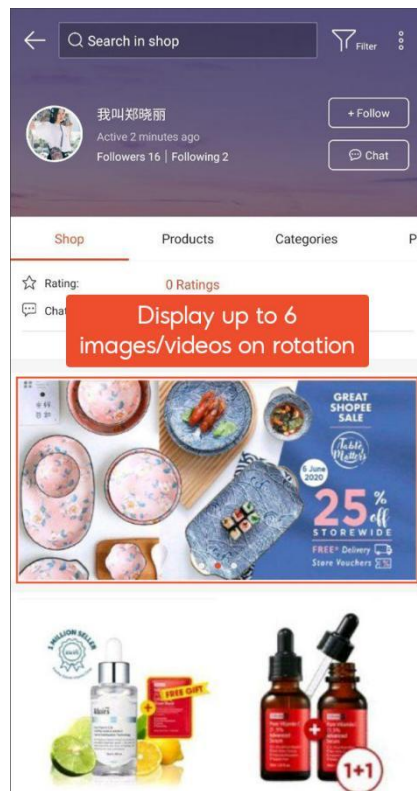 Search in shop
Filter
我叫郑晓丽
Active 2 minutes ago
Followers 16 | Following 2
+ Follow
Chat
Shop
Products
Categories
P
Rating:
0 Ratings
Chat
Display up to 6
images/videos on rotation
GREAT
SHOPEE
SALE
Table
Matters
6 June
2020
25%
off
STOREWIDE
FREE* Delivery
Store Vouchers
1 MILLION SELLER
klairs
+
FREE GIFT
+
1+1